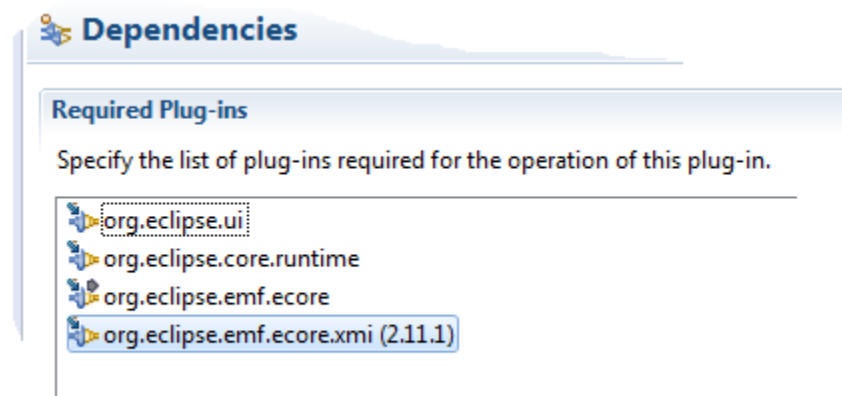 Dependencies
Required Plug-ins
Specify the list of plug-ins required for the operation of this plug-in.
org.eclipse.ui
org.eclipse.core.runtime
org.eclipse.emf.ecore
org.eclipse.emf.ecore.xmi (2.11.1)